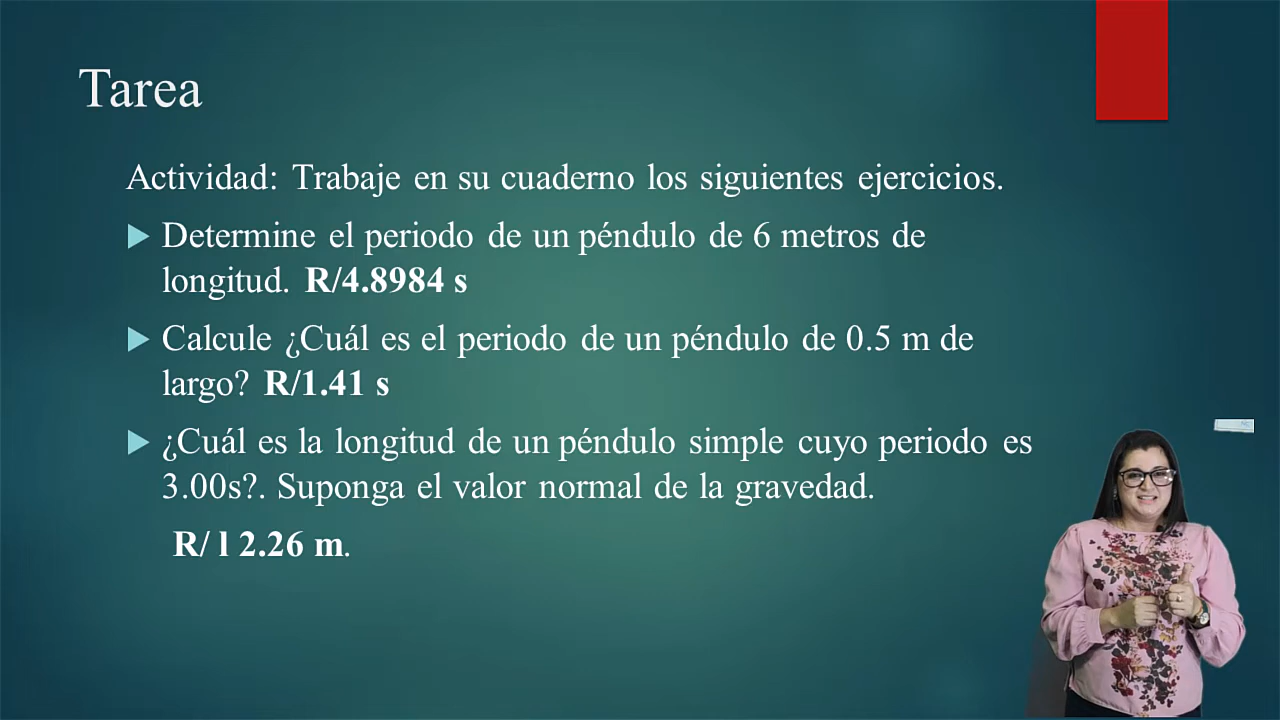 Tarea
Actividad: Trabaje en su cuaderno los siguientes ejercicios.
Determine el periodo de un péndulo de 6 metros de
longitud. R/4.8984 s
Calcule ¿Cuál es el periodo de un péndulo de 0.5 m de
largo? R/1.41 s
¿Cuál es la longitud de un péndulo simple cuyo periodo es
3.00s?. Suponga el valor normal de la gravedad.
R/ l 2.26 m.